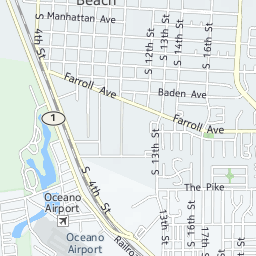 Beach
S Manhattan Ave
S 4th St
S 12th St
S 13th St
S 14th St
S 16th St
Baden Ave
Farroll Ave
Farroll Ave
1
S 13th St
S 4th St
The Pike
Oceano
Airport
Oceano
Airport
13th St
16th St
17th
Railroad